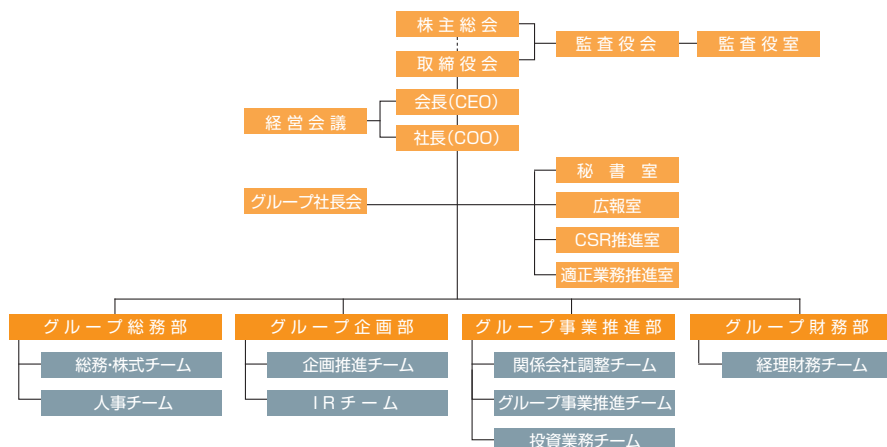 株主総会
取締役会
監査役会
監査役室
会長(CEO)
経営会議
社長(COO)
秘書室
グループ社長会
広報室
CSR推進室
適正業務推進室
グループ総務部
グループ企画部
グループ事業推進部
グループ財務部
総務・株式チーム
企画推進チーム
関係会社調整チーム
経理財務チーム
人事チーム
IRチーム
グループ事業推進チーム
投資業務チーム